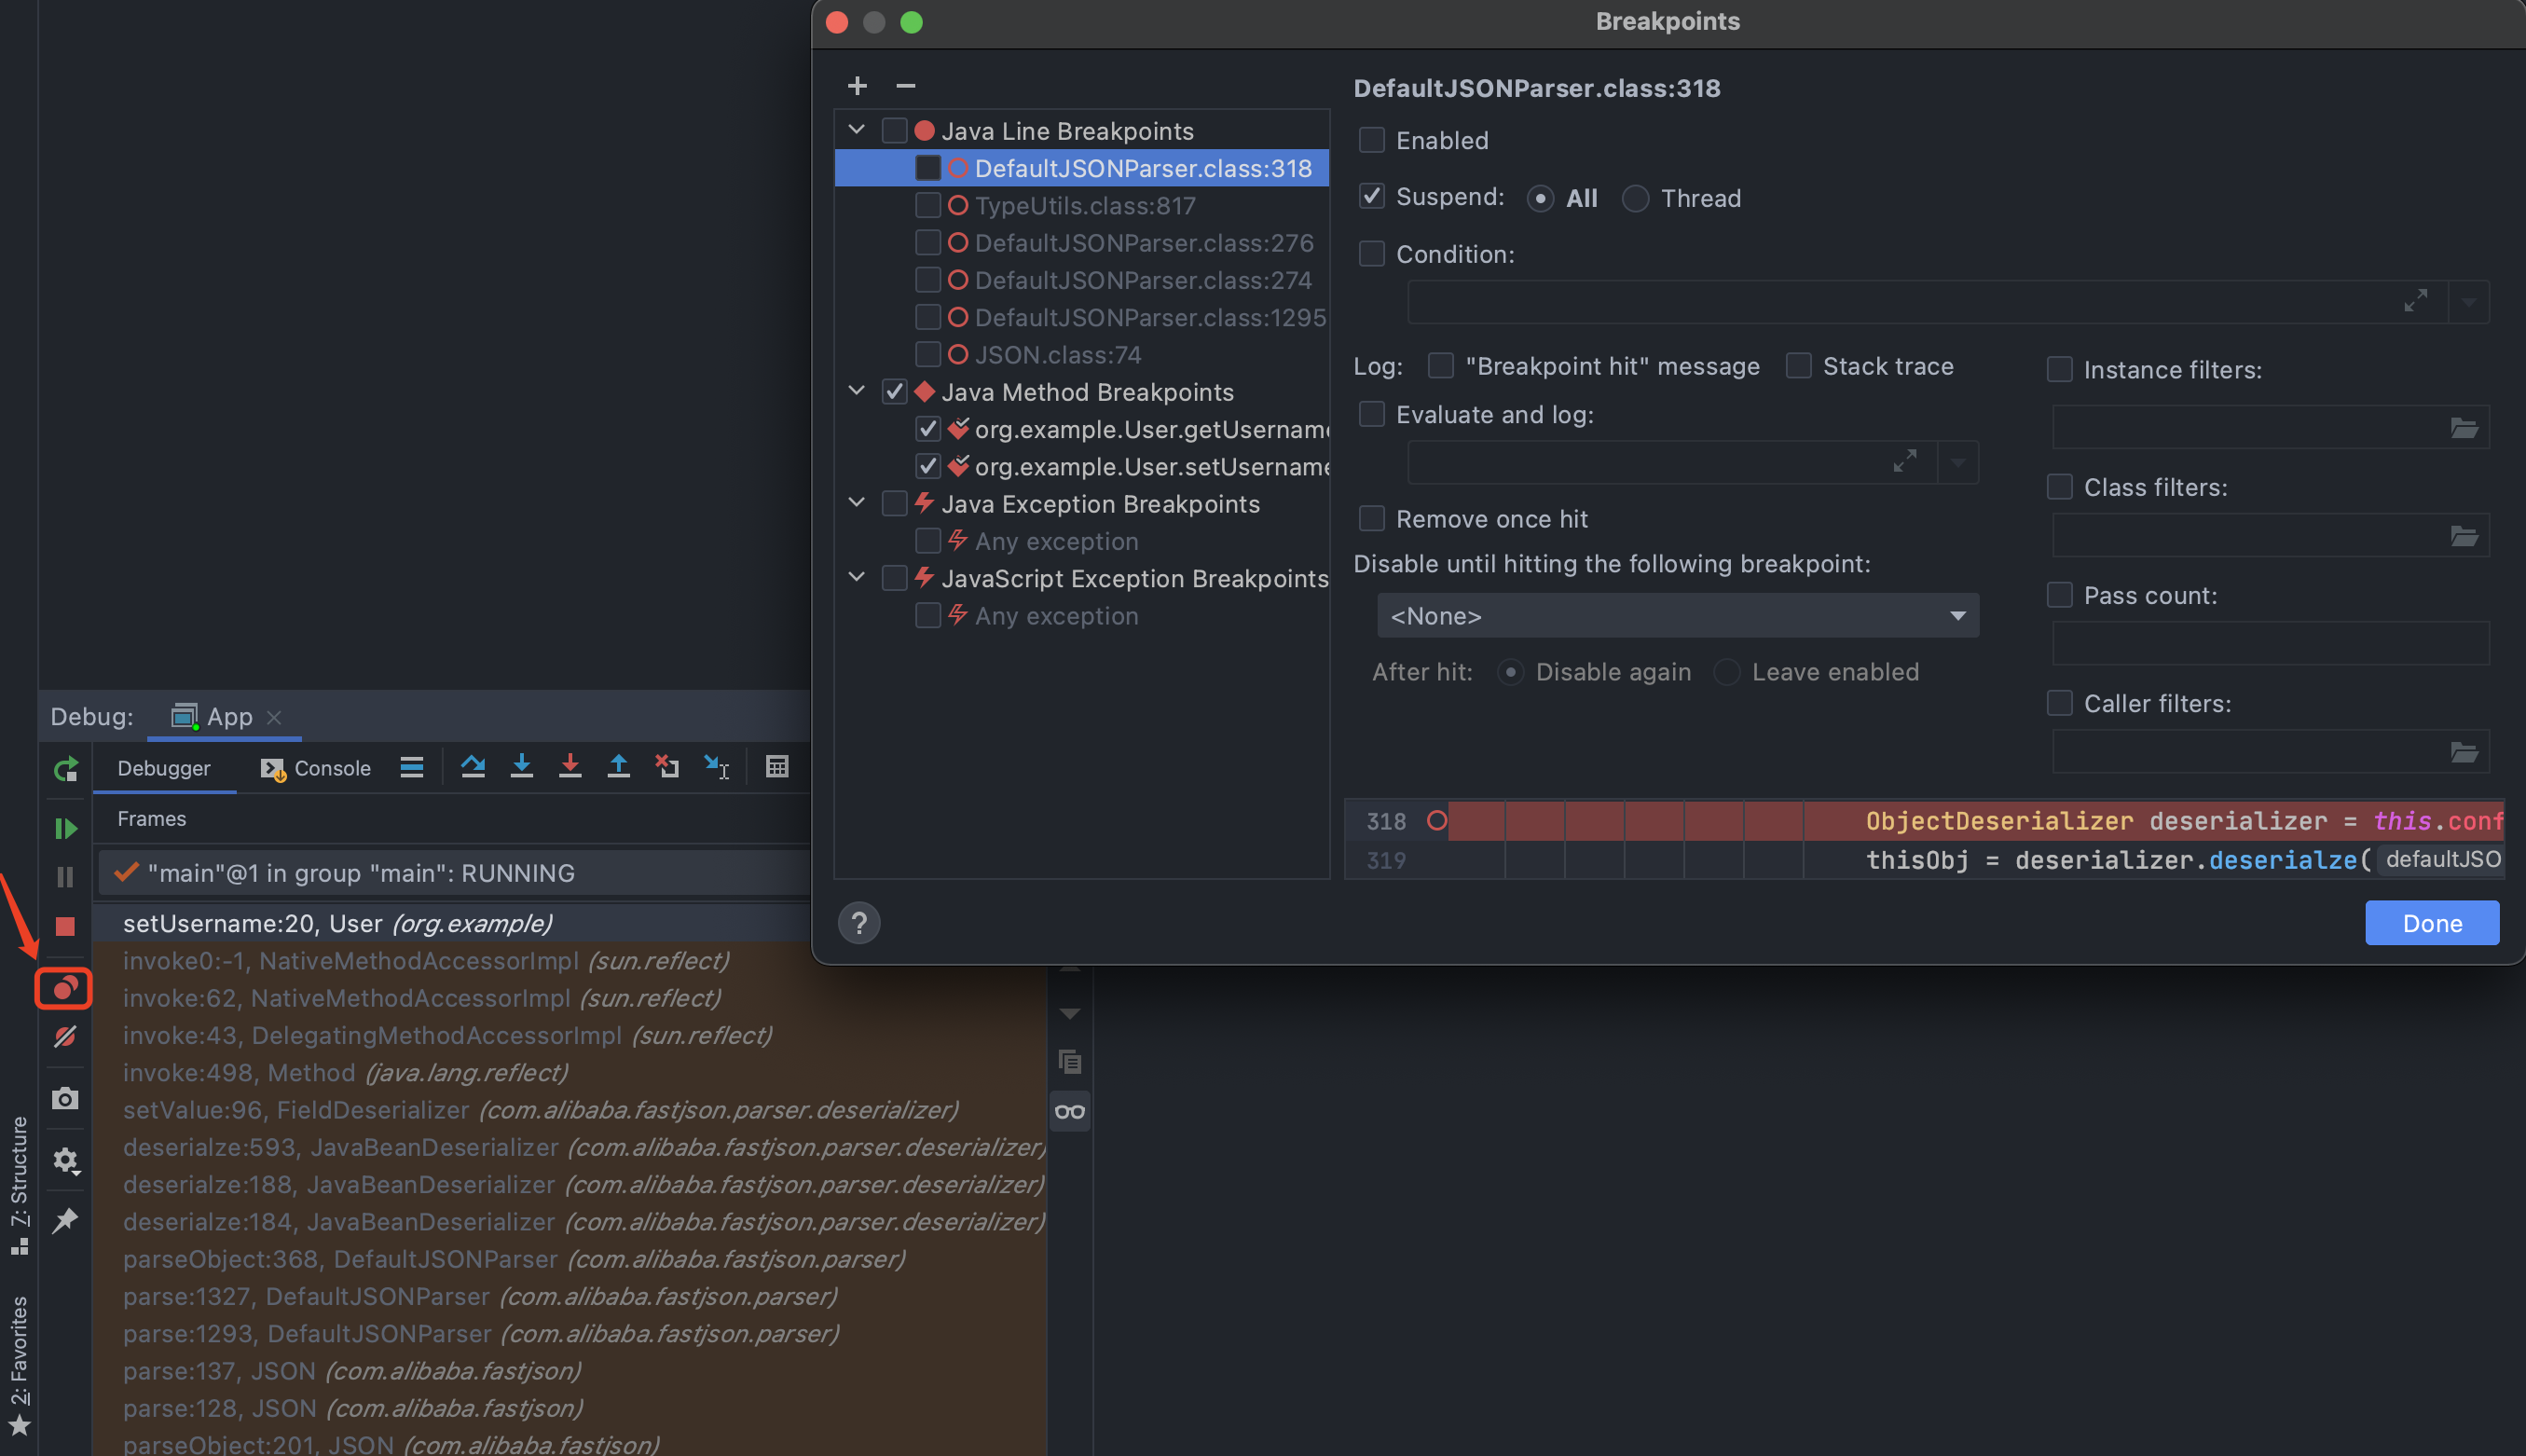 Breakpoints
Java Line Breakpoints
DefaultJSONParser.class:318
TypeUtils.class:817
DefaultJSONParser.class:276
DefaultJSONParser.class:274
DefaultJSONParser.class:1295
JSON.class:74
Java Method Breakpoints
org.example.User.getUsername
org.example.User.setUsername
Java Exception Breakpoints
Any exception
JavaScript Exception Breakpoints
Any exception
DefaultJSONParser.class:318
Enabled
Suspend: All Thread
Condition:
Log: "Breakpoint hit" message Stack trace
Evaluate and log:
Remove once hit
Disable until hitting the following breakpoint:
<None>
After hit: Disable again Leave enabled
Instance filters:
Class filters:
Pass count:
Caller filters:
318 ObjectDeserializer deserializer = this.conf
319 thisObj = deserializer.deserialze( defaultJSO
? Done
Debug: App
Debugger Console
Frames
"main"@1 in group "main": RUNNING
setUsername:20, User (org.example)
invoke0:-1, NativeMethodAccessorImpl (sun.reflect)
invoke:62, NativeMethodAccessorImpl (sun.reflect)
invoke:43, DelegatingMethodAccessorImpl (sun.reflect)
invoke:498, Method (java.lang.reflect)
setValue:96, FieldDeserializer (com.alibaba.fastjson.parser.deserializer)
deserialze:593, JavaBeanDeserializer (com.alibaba.fastjson.parser.deserializer)
deserialze:188, JavaBeanDeserializer (com.alibaba.fastjson.parser.deserializer)
deserialze:184, JavaBeanDeserializer (com.alibaba.fastjson.parser.deserializer)
parseObject:368, DefaultJSONParser (com.alibaba.fastjson.parser)
parse:1327, DefaultJSONParser (com.alibaba.fastjson.parser)
parse:1293, DefaultJSONParser (com.alibaba.fastjson.parser)
parse:137, JSON (com.alibaba.fastjson)
parse:128, JSON (com.alibaba.fastjson)
parseObject:201, JSON (com.alibaba.fastjson)
7: Structure
2: Favorites